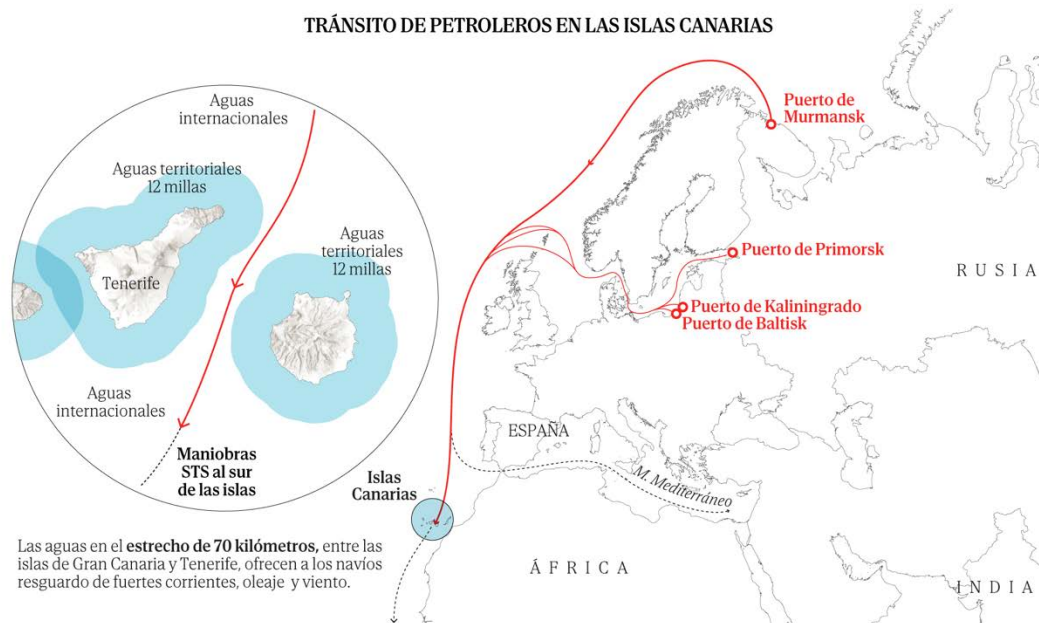 TRÁNSITO DE PETROLEROS EN LAS ISLAS CANARIAS
Aguas
internacionales
Aguas territoriales
12 millas
Tenerife
Aguas
territoriales
12 millas
Aguas
internacionales
Maniobras
STS al sur
de las islas
Las aguas en el estrecho de 70 kilómetros, entre las
islas de Gran Canaria y Tenerife, ofrecen a los navíos
resguardo de fuertes corrientes, oleaje y viento.
Puerto de
Murmansk
Puerto de Primorsk
Puerto de Kaliningrado
Puerto de Baltisk
RUSIA
ESPAÑA
M. Mediterráneo
Islas
Canarias
ÁFRICA
INDIA